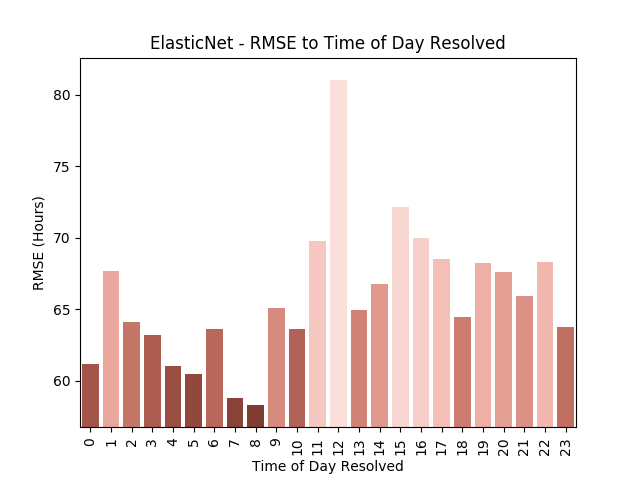 ElasticNet - RMSE to Time of Day Resolved
80
75
70
65
60
RMSE (Hours)
0 1 2 3 4 5 6 7 8 9 10 11 12 13 14 15 16 17 18 19 20 21 22 23
Time of Day Resolved